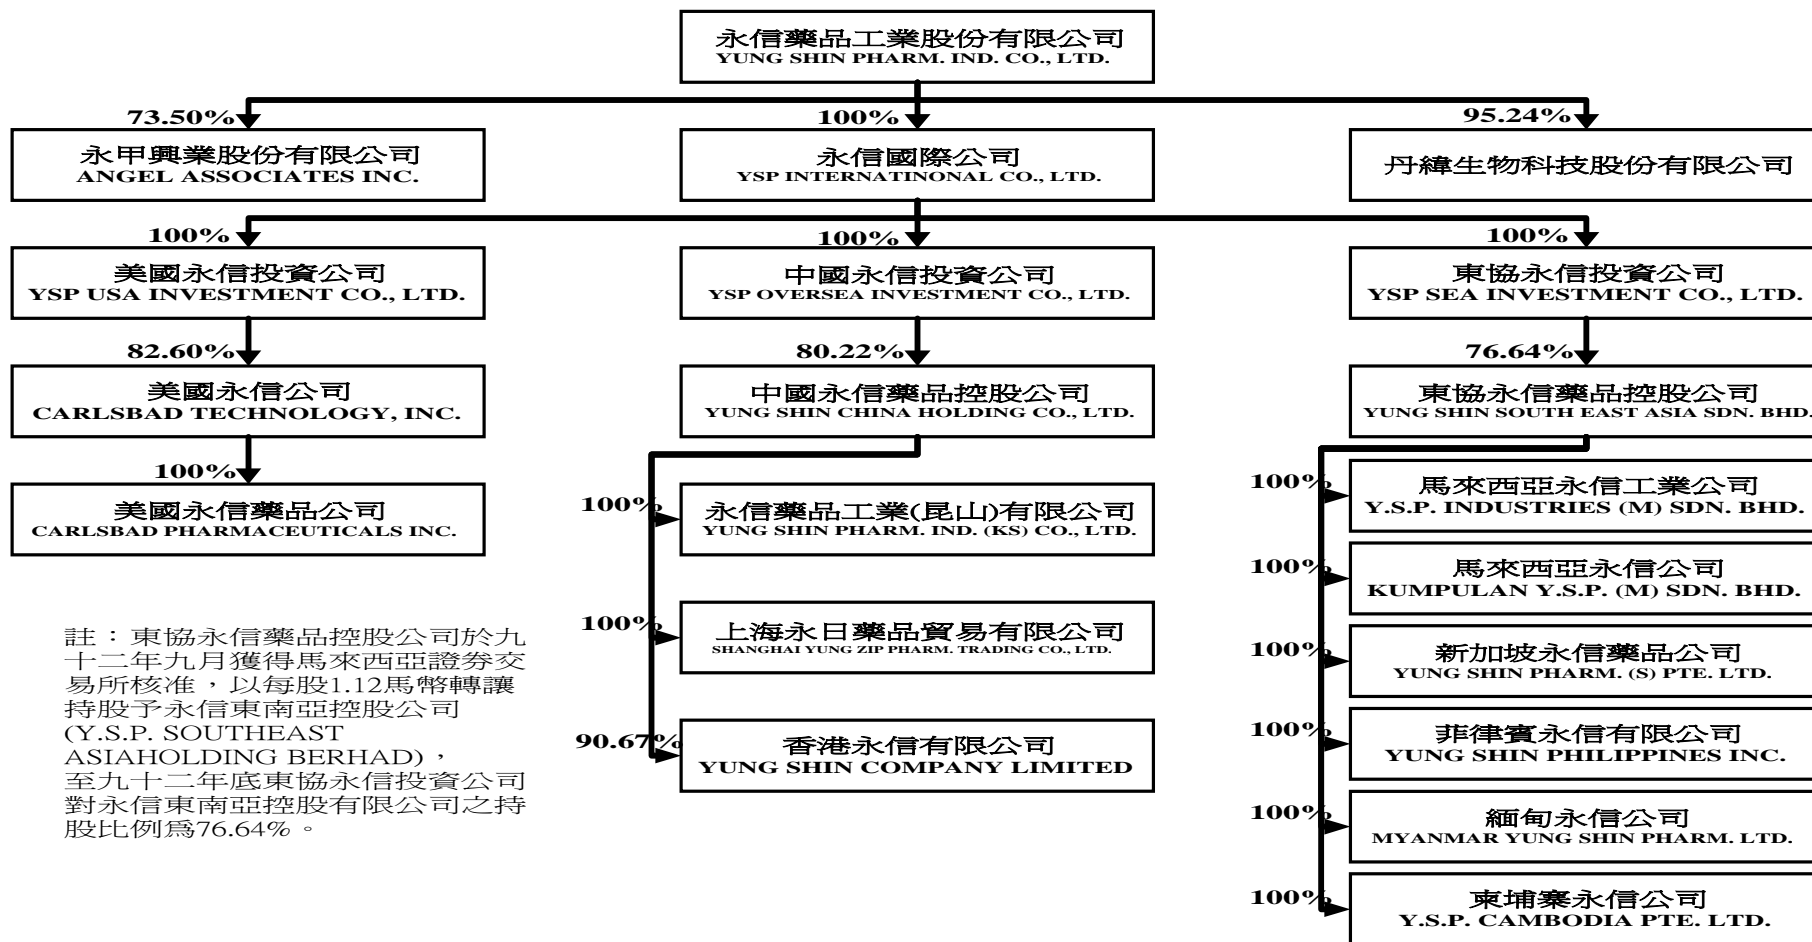 永信藥品工業股份有限公司
YUNG SHIN PHARM. IND. CO., LTD.
73.50%
100%
95.24%
永甲興業股份有限公司
ANGEL ASSOCIATES INC.
永信國際公司
YSP INTERNATINONAL CO., LTD.
丹緯生物科技股份有限公司
100%
100%
100%
美國永信投資公司
YSP USA INVESTMENT CO., LTD.
中國永信投資公司
YSP OVERSEA INVESTMENT CO., LTD.
東協永信投資公司
YSP SEA INVESTMENT CO., LTD.
82.60%
80.22%
76.64%
美國永信公司
CARLSBAD TECHNOLOGY, INC.
中國永信藥品控股公司
YUNG SHIN CHINA HOLDING CO., LTD.
東協永信藥品控股公司
YUNG SHIN SOUTH EAST ASIA SDN. BHD.
100%
美國永信藥品公司
CARLSBAD PHARMACEUTICALS INC.
100%
永信藥品工業(昆山)有限公司
YUNG SHIN PHARM. IND. (KS) CO., LTD.
100%
上海永日藥品貿易有限公司
SHANGHAI YUNG ZIP PHARM. TRADING CO., LTD.
90.67%
香港永信有限公司
YUNG SHIN COMPANY LIMITED
100%
馬來西亞永信工業公司
Y.S.P. INDUSTRIES (M) SDN. BHD.
100%
馬來西亞永信公司
KUMPULAN Y.S.P. (M) SDN. BHD.
100%
新加坡永信藥品公司
YUNG SHIN PHARM. (S) PTE. LTD.
100%
菲律賓永信有限公司
YUNG SHIN PHILIPPINES INC.
100%
緬甸永信公司
MYANMAR YUNG SHIN PHARM. LTD.
100%
柬埔寨永信公司
Y.S.P. CAMBODIA PTE. LTD.
註：東協永信藥品控股公司於九
十二年九月獲得馬來西亞證券交
易所核准，以每股1.12馬幣轉讓
持股予永信東南亞控股公司
(Y.S.P. SOUTHEAST
ASIAHOLDING BERHAD)，
至九十二年底東協永信投資公司
對永信東南亞控股有限公司之持
股比例為76.64%。